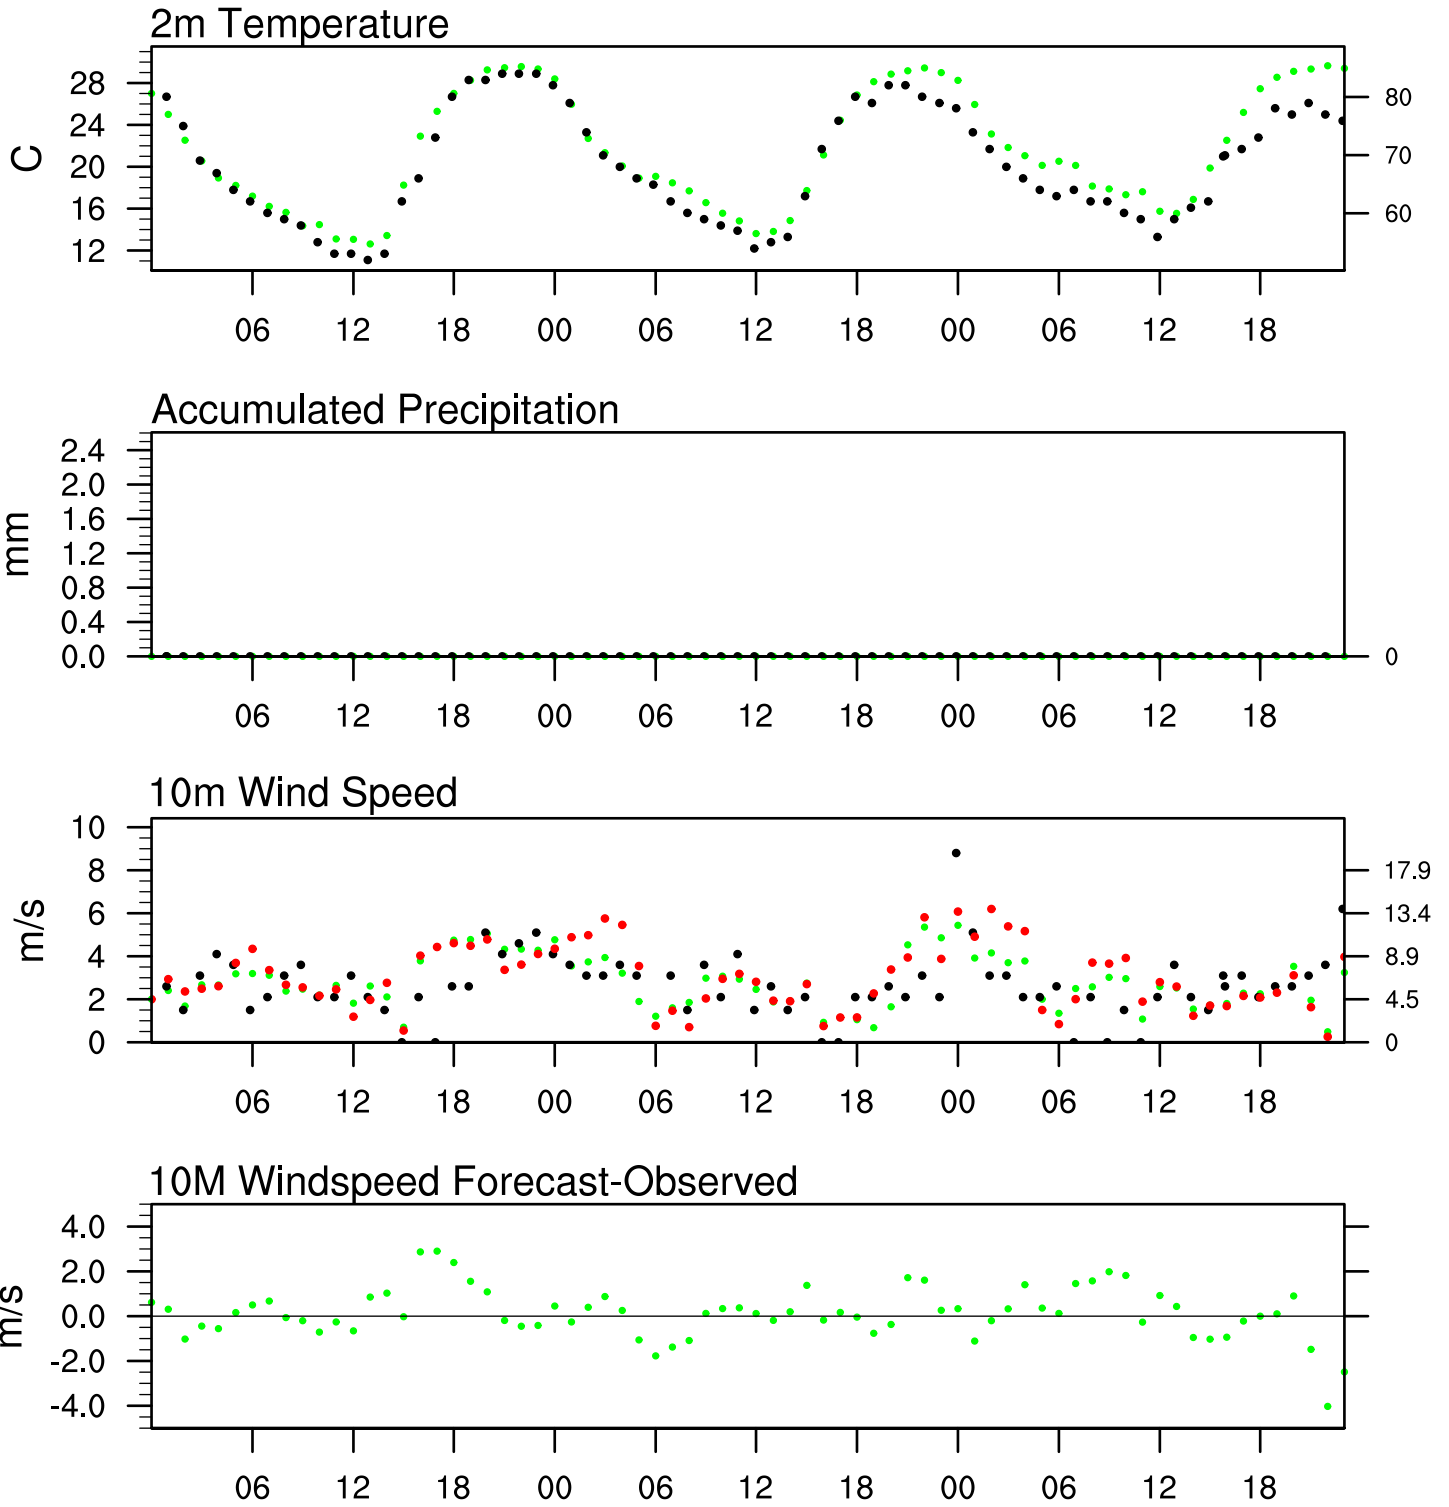 2m Temperature
28
24
20
16
12
C
80
70
60
06 12 18 00 06 12 18 00 06 12 18
Accumulated Precipitation
2.4
2.0
1.6
1.2
0.8
0.4
0.0
mm
0
06 12 18 00 06 12 18 00 06 12 18
10m Wind Speed
10
8
6
4
2
0
m/s
17.9
13.4
8.9
4.5
0
06 12 18 00 06 12 18 00 06 12 18
10M Windspeed Forecast-Observed
4.0
2.0
0.0
-2.0
-4.0
m/s
06 12 18 00 06 12 18 00 06 12 18